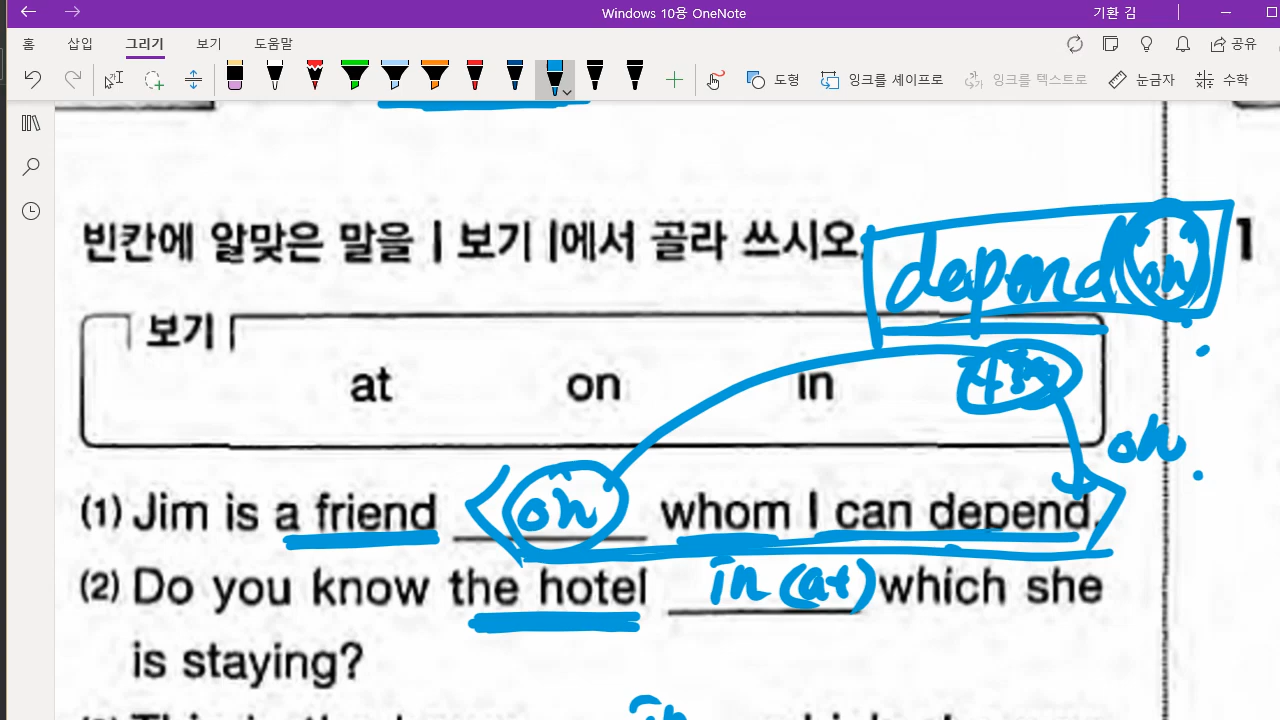 Windows 10용 OneNote
기환 김
홈 삽입 그리기 보기 도움말
공유
도형 잉크를 셰이프로 잉크를 텍스트로 눈금자 수학
빈칸에 알맞은 말을 | 보기 |에서 골라 쓰시오.
depend on
1
| 보기 |
at on in
on
(1) Jim is a friend on whom I can depend.
(2) Do you know the hotel in (at) which she
is staying?
in